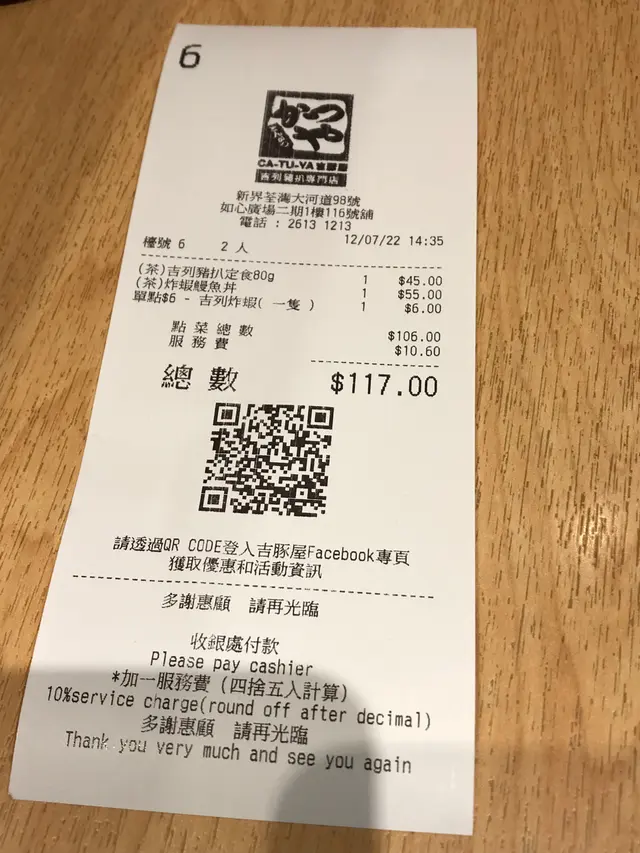 6
かつや
CA-TU-YA吉豚屋
吉列豬扒專門店
新界荃灣大河道98號
如心廣場二期1樓116號舖
電話 : 2613 1213
檯號 6 2 人 12/07/22 14:35
(茶)吉列豬扒定食80g 1 $45.00
(茶)炸蝦鰻魚丼 1 $55.00
單點$6 - 吉列炸蝦( 一隻 ) 1 $6.00
點 菜 總 數 $106.00
服 務 費 $10.60
總 數 $117.00
請透過QR CODE登入吉豚屋Facebook專頁
獲取優惠和活動資訊
多謝惠顧 請再光臨
收銀處付款
Please pay cashier
*加一服務費 (四捨五入計算)
10%service charge(round off after decimal)
多謝惠顧 請再光臨
Thank you very much and see you again